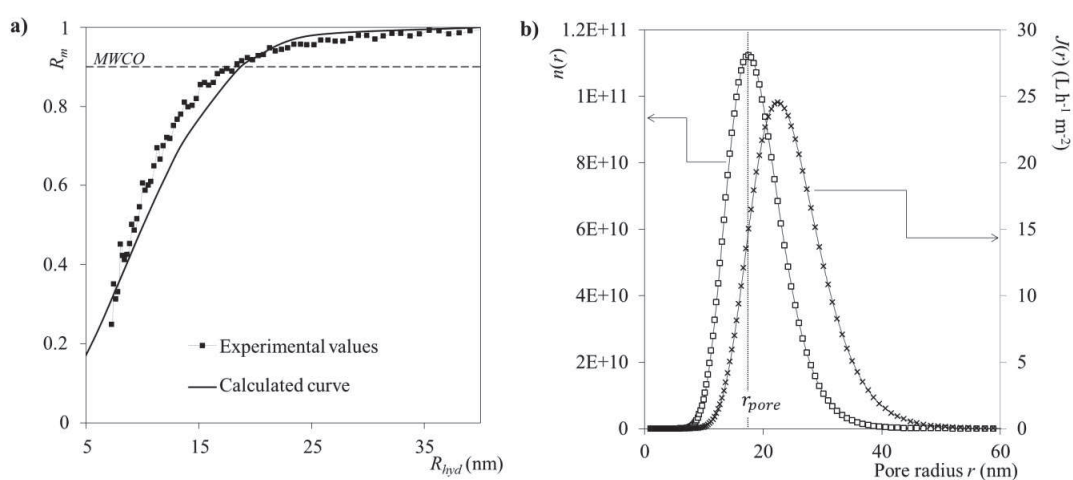 a)
R_m
1
0.8
0.6
0.4
0.2
0
MWCO
Experimental values
Calculated curve
5
15
25
35
R_hyd (nm)
b)
n(r)
1.2E+11
1E+11
8E+10
6E+10
4E+10
2E+10
0
30
25
20
15
10
5
0
J(r) (L h⁻¹ m⁻²)
r_pore
0
20
40
60
Pore radius r (nm)